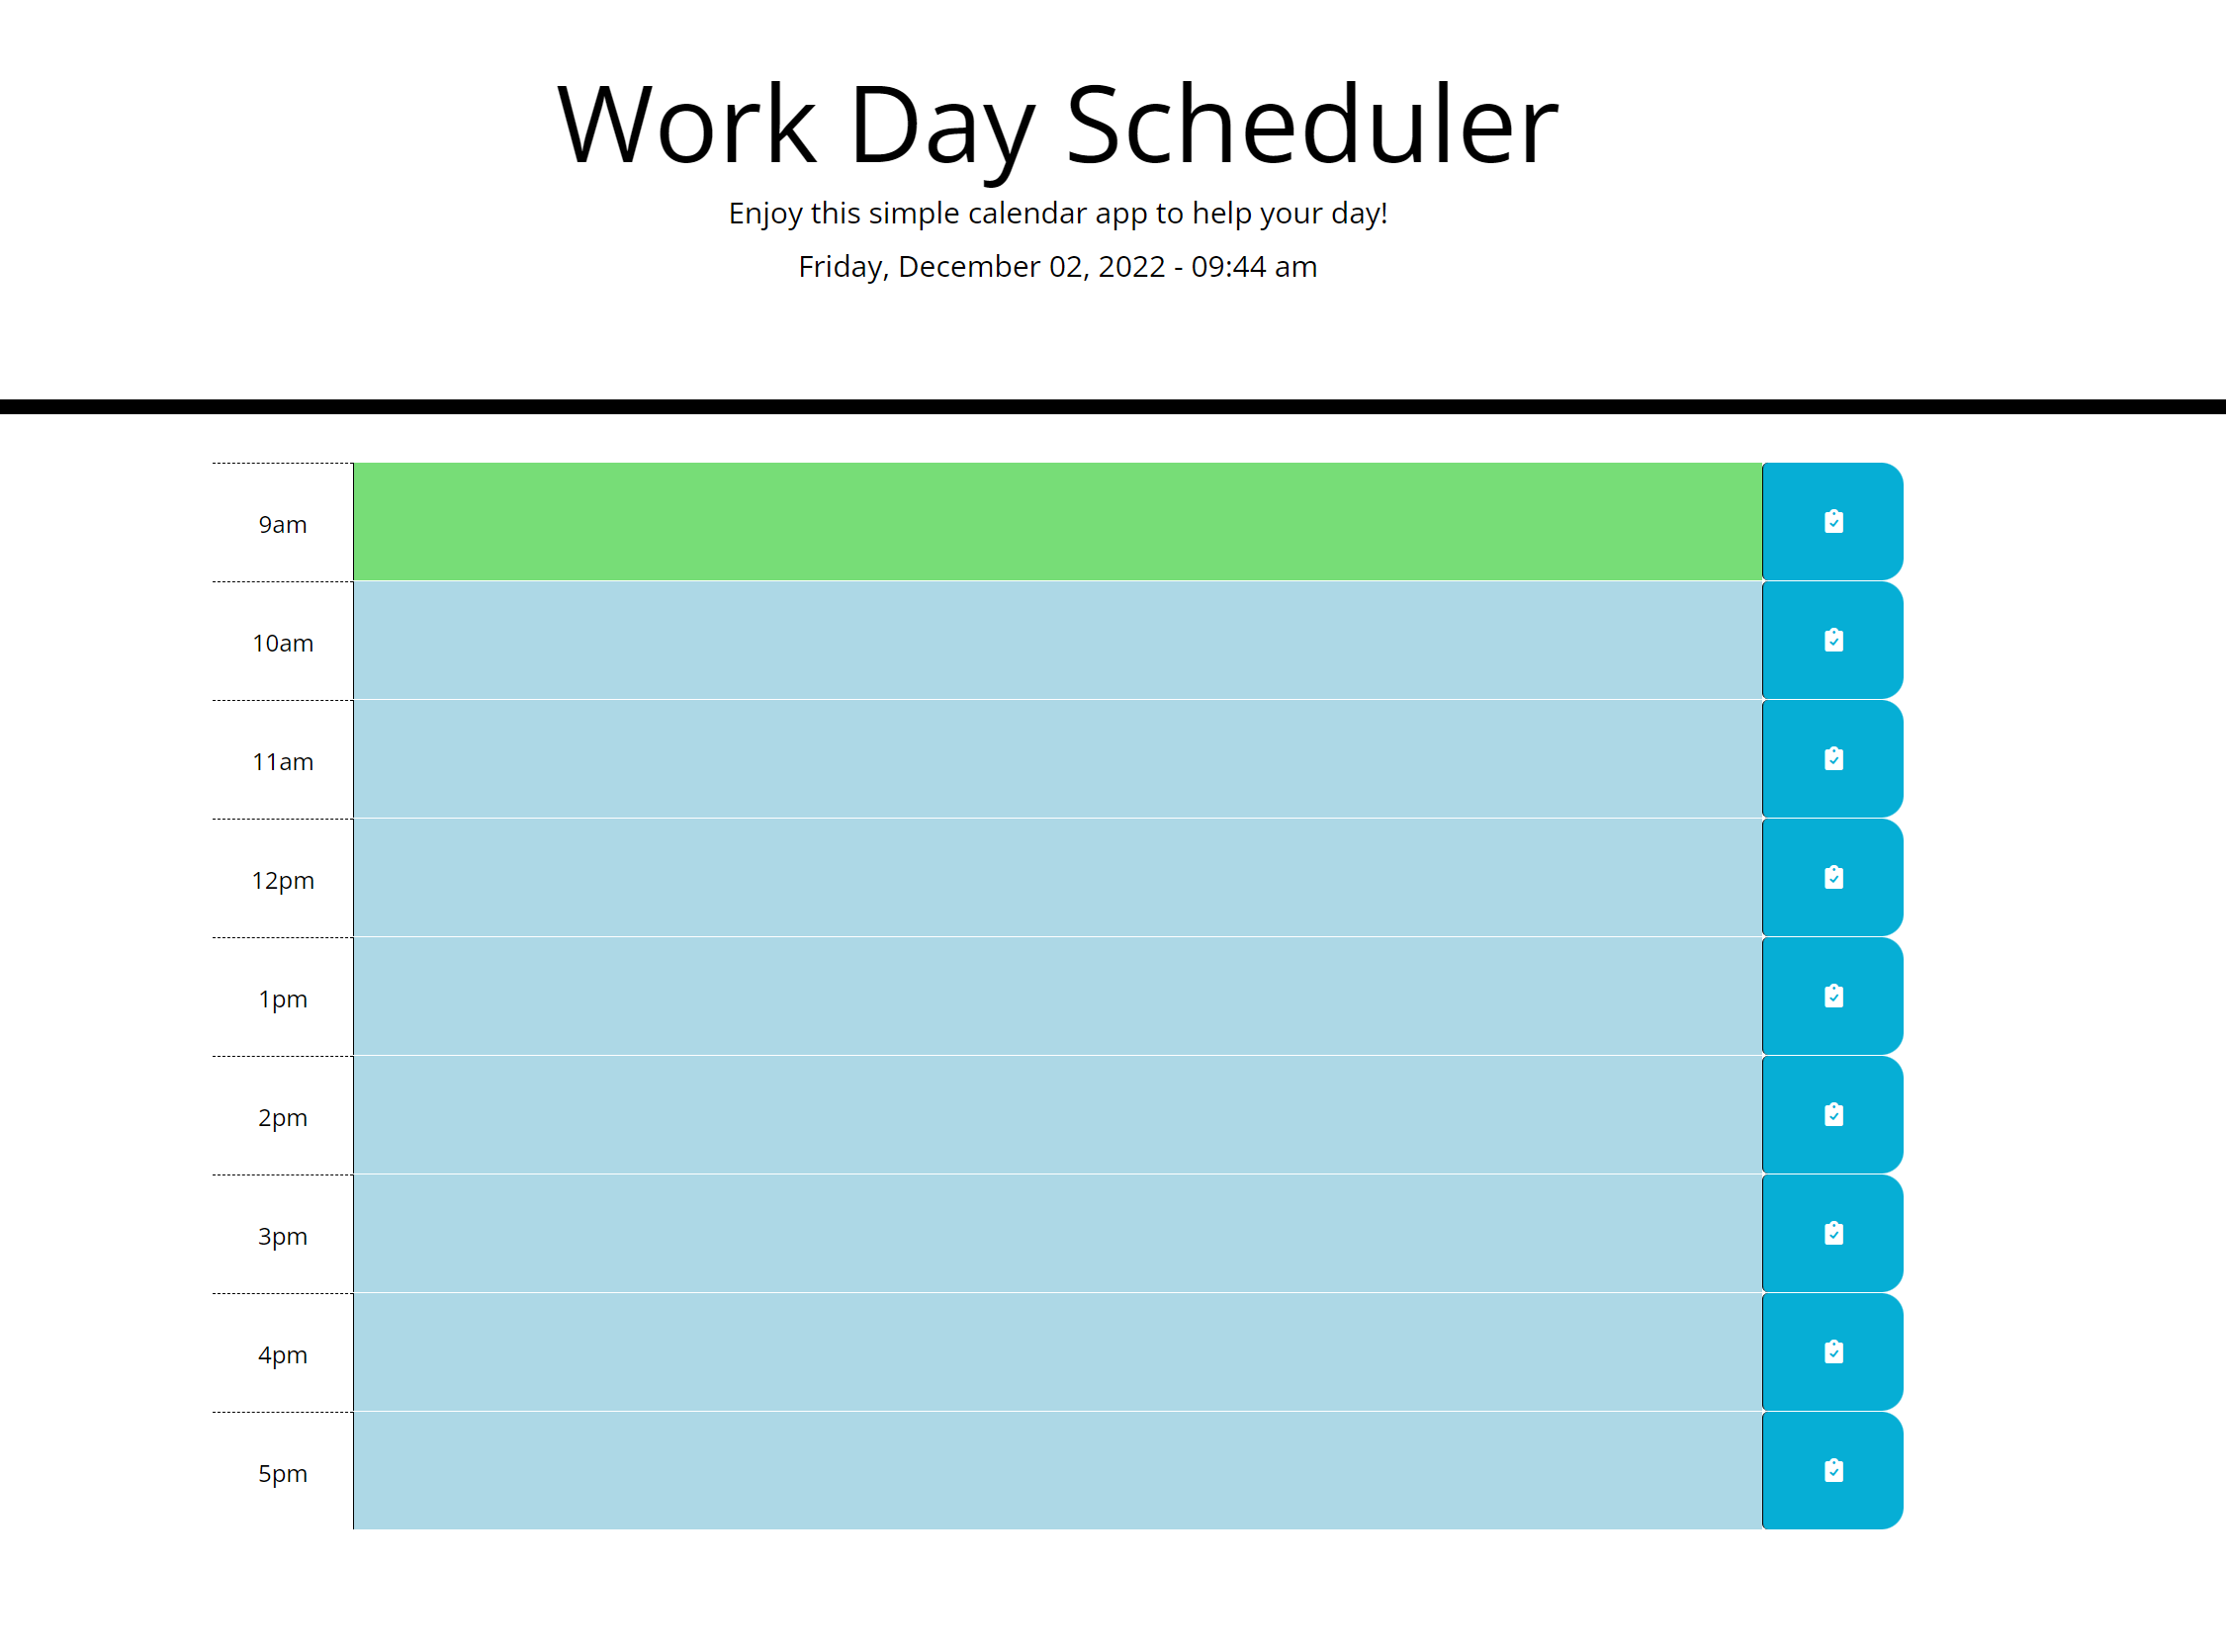 Work Day Scheduler
Enjoy this simple calendar app to help your day!
Friday, December 02, 2022 - 09:44 am
9am
10am
11am
12pm
1pm
2pm
3pm
4pm
5pm